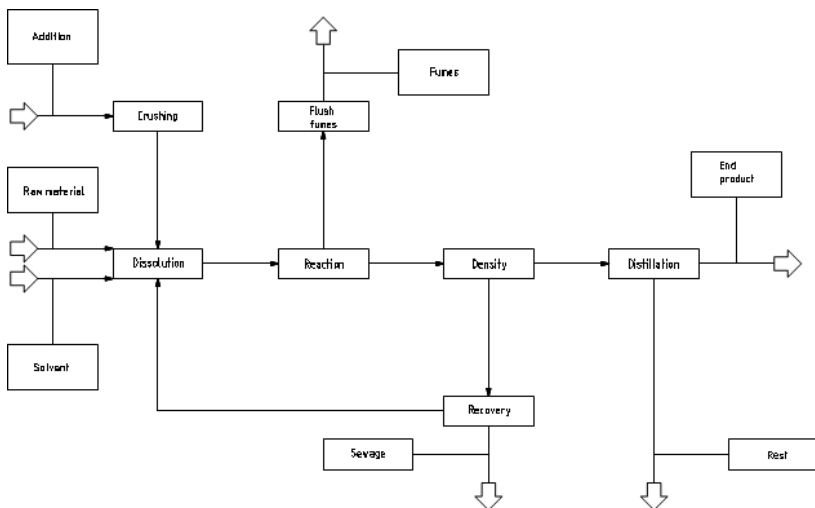 Addition
Fumes
Crushing
Flush
fumes
End
product
Raw material
Dissolution
Reaction
Density
Distillation
Solvent
Recovery
Sewage
Rest